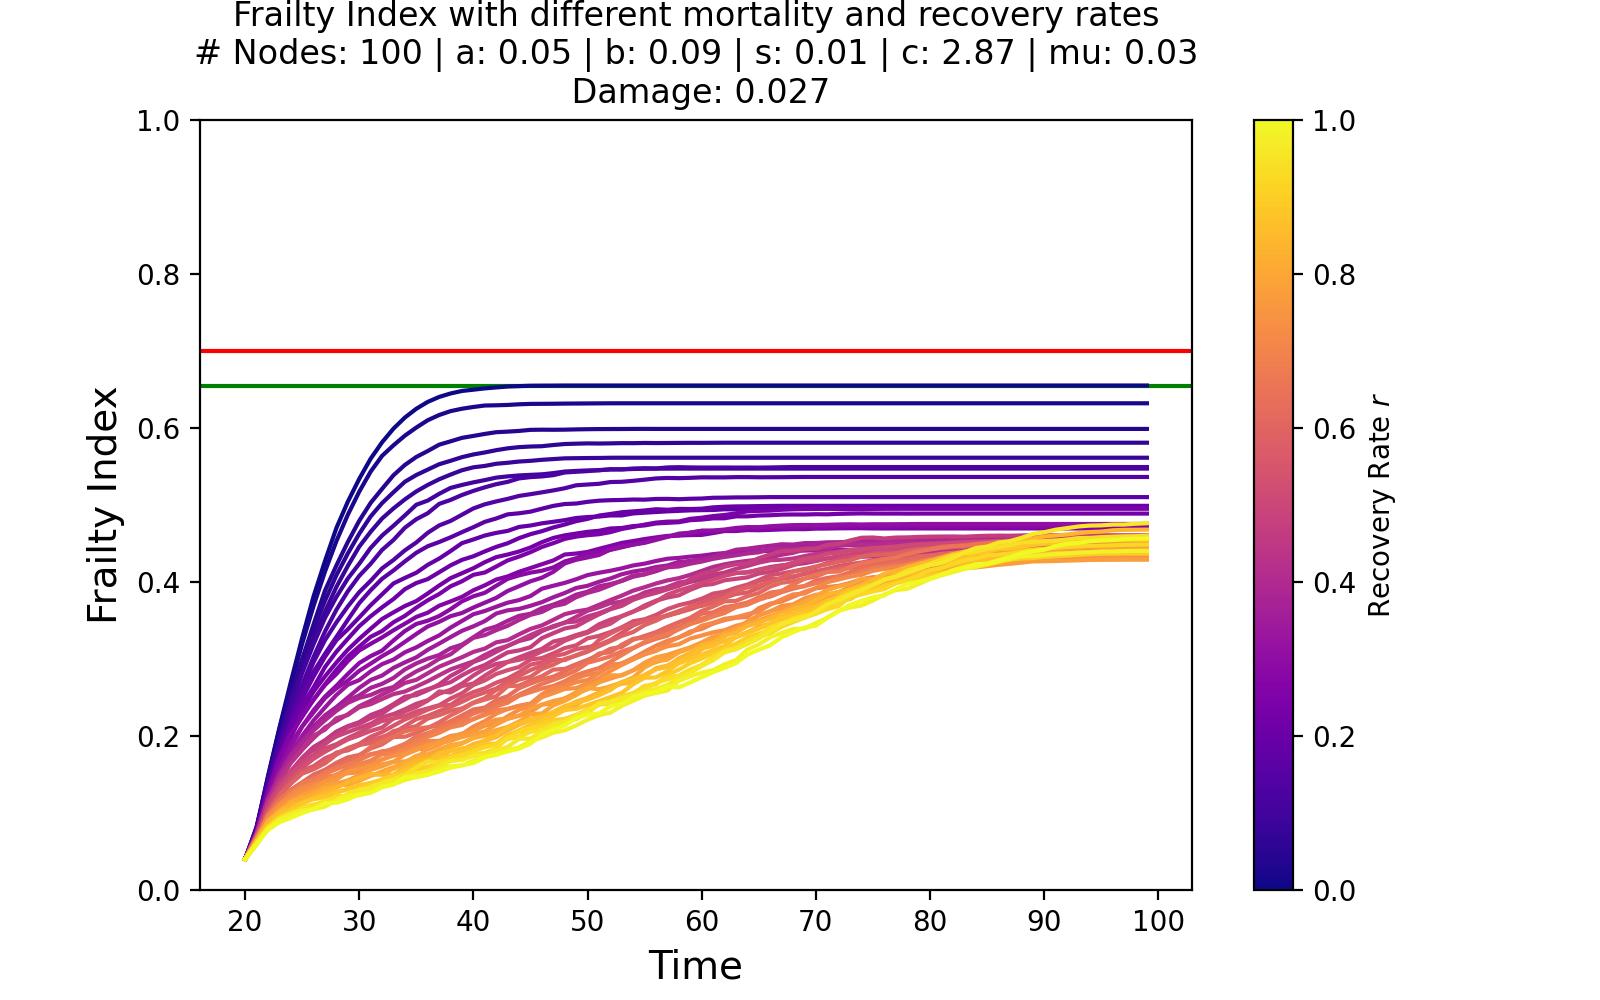 Frailty Index with different mortality and recovery rates
# Nodes: 100 | a: 0.05 | b: 0.09 | s: 0.01 | c: 2.87 | mu: 0.03
Damage: 0.027
Frailty Index
1.0
0.8
0.6
0.4
0.2
0.0
20 30 40 50 60 70 80 90 100
Time
1.0
0.8
0.6
0.4
0.2
0.0
Recovery Rate r